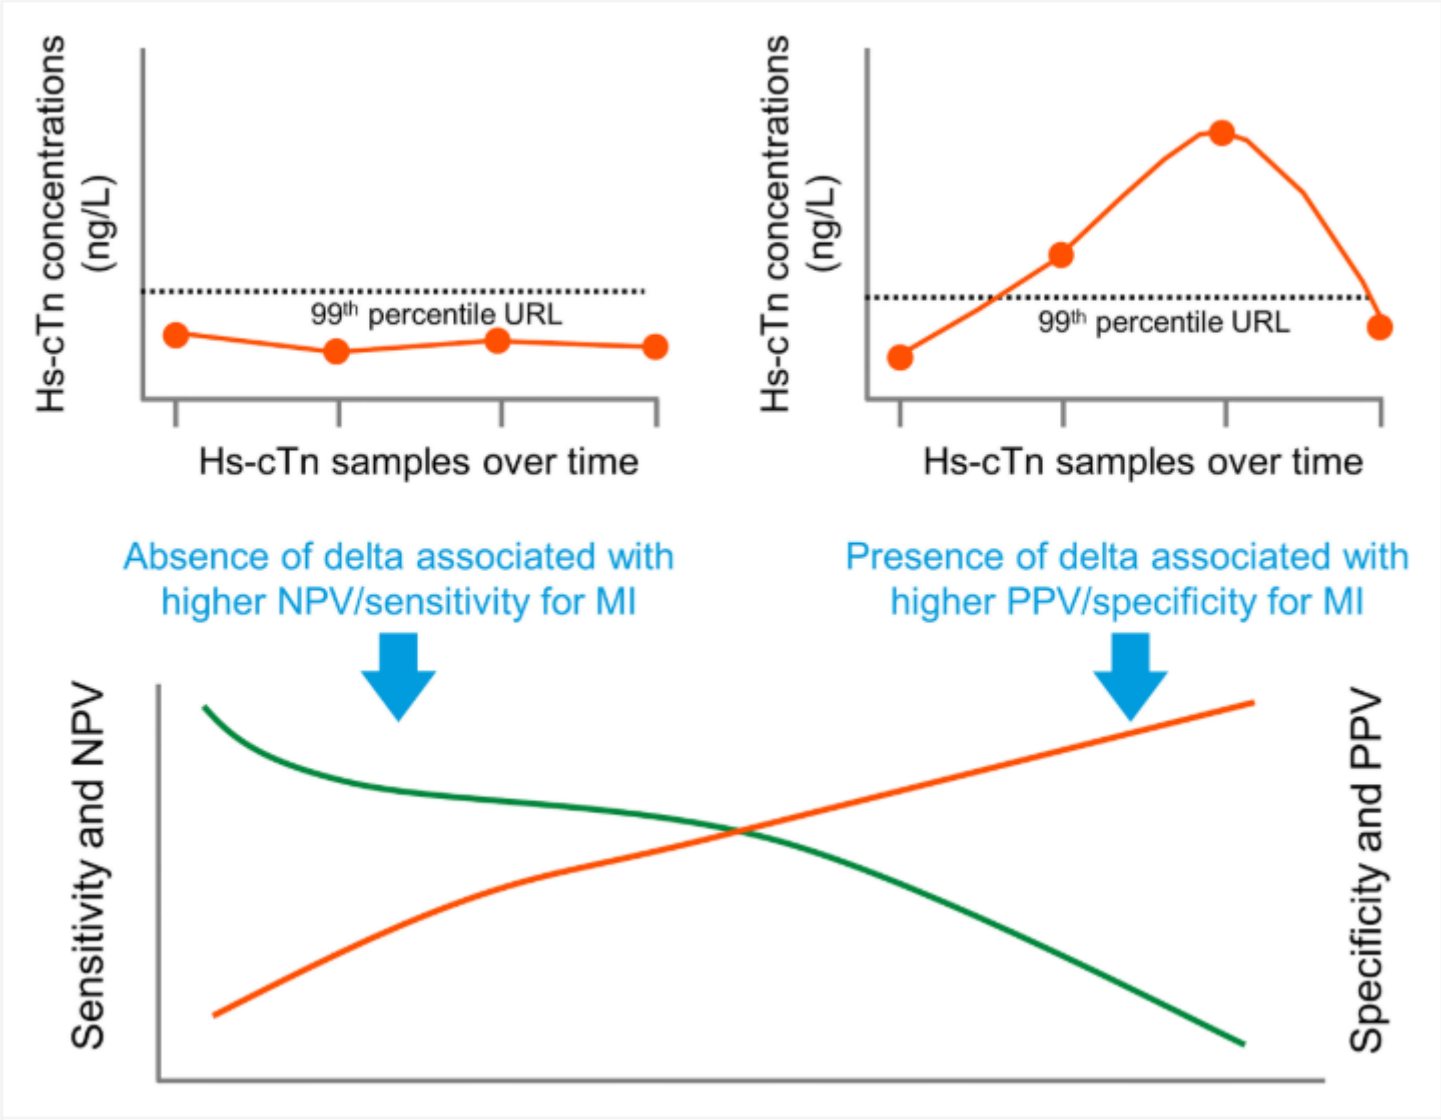 Hs-cTn concentrations
(ng/L)
99th percentile URL
Hs-cTn samples over time
Hs-cTn concentrations
(ng/L)
99th percentile URL
Hs-cTn samples over time
Absence of delta associated with
higher NPV/sensitivity for MI
Presence of delta associated with
higher PPV/specificity for MI
Sensitivity and NPV
Specificity and PPV